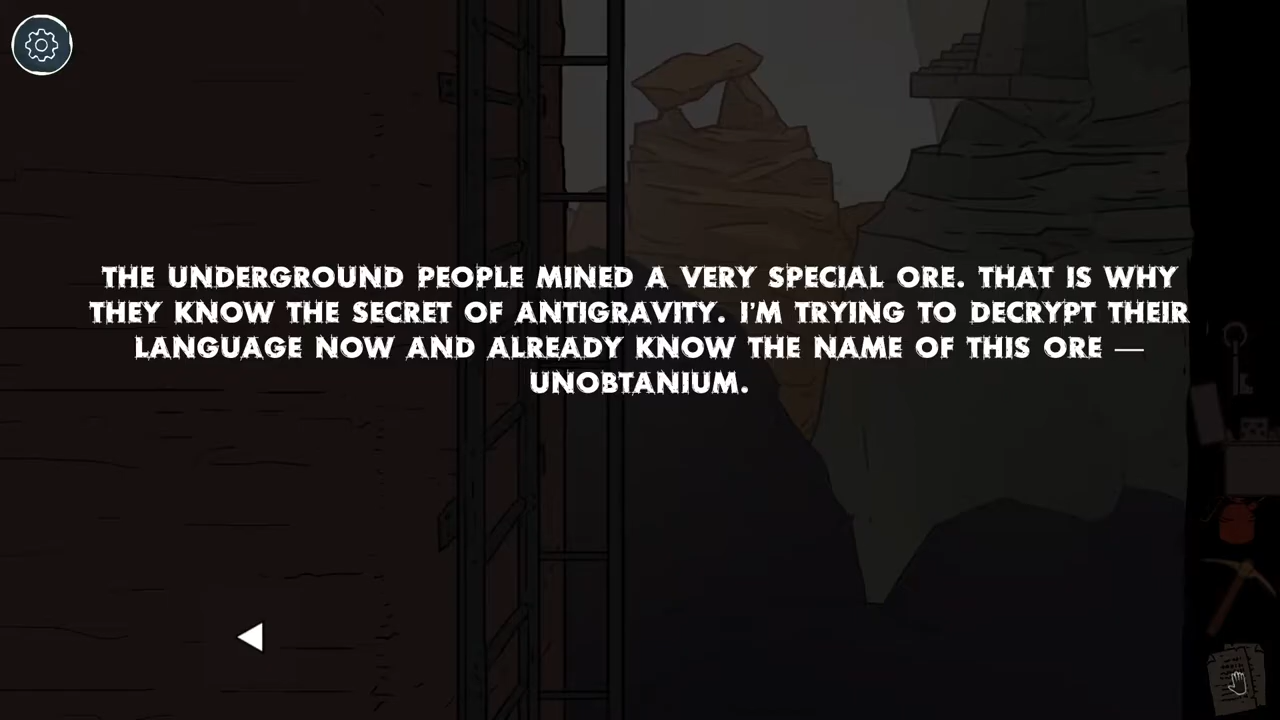 THE UNDERGROUND PEOPLE MINED A VERY SPECIAL ORE. THAT IS WHY
THEY KNOW THE SECRET OF ANTIGRAVITY. I'M TRYING TO DECRYPT THEIR
LANGUAGE NOW AND ALREADY KNOW THE NAME OF THIS ORE —
UNOBTANIUM.